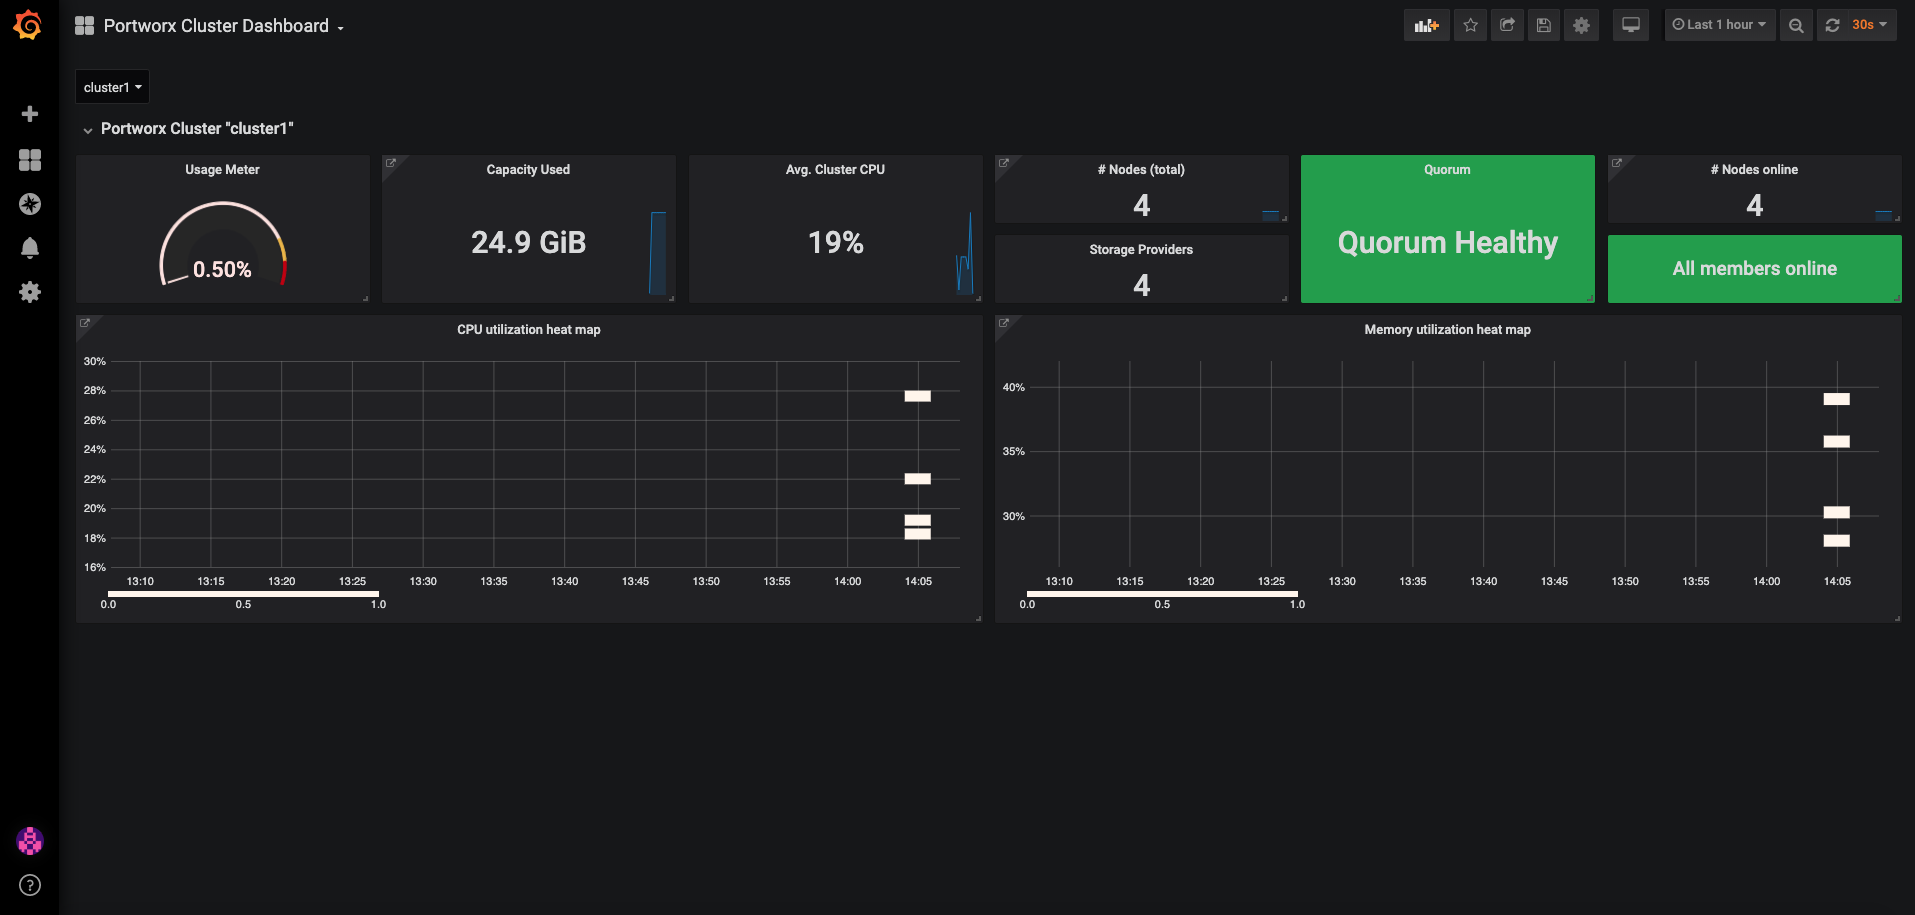 Portworx Cluster Dashboard
Last 1 hour
30s
cluster1
Portworx Cluster "cluster1"
Usage Meter
0.50%
Capacity Used
24.9 GiB
Avg. Cluster CPU
19%
# Nodes (total)
4
Storage Providers
4
Quorum
Quorum Healthy
# Nodes online
4
All members online
CPU utilization heat map
30%
28%
26%
24%
22%
20%
18%
16%
13:10 13:15 13:20 13:25 13:30 13:35 13:40 13:45 13:50 13:55 14:00 14:05
0.0 0.5 1.0
Memory utilization heat map
40%
35%
30%
13:10 13:15 13:20 13:25 13:30 13:35 13:40 13:45 13:50 13:55 14:00 14:05
0.0 0.5 1.0